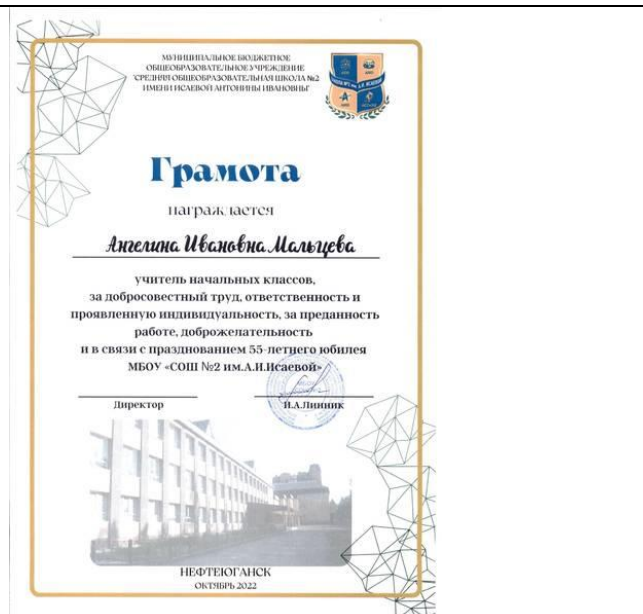 МУНИЦИПАЛЬНОЕ БЮДЖЕТНОЕ
ОБЩЕОБРАЗОВАТЕЛЬНОЕ УЧРЕЖДЕНИЕ
"СРЕДНЯЯ ОБЩЕОБРАЗОВАТЕЛЬНАЯ ШКОЛА №2
ИМЕНИ ИСАЕВОЙ АНТОНИНЫ ИВАНОВНЫ"
Грамота
награждается
Ангелина Ивановна Мальцева
учитель начальных классов,
за добросовестный труд, ответственность и
проявленную индивидуальность, за преданность
работе, доброжелательность
и в связи с празднованием 55-летнего юбилея
МБОУ «СОШ №2 им.А.И.Исаевой»
Директор
И.А.Линник
НЕФТЕЮГАНСК
ОКТЯБРЬ 2022